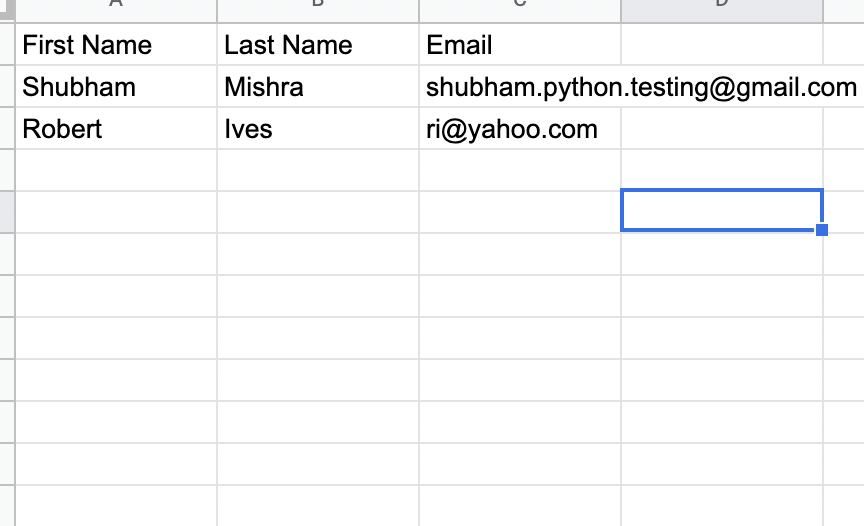 A B C D
First Name Last Name Email
Shubham Mishra shubham.python.testing@gmail.com
Robert Ives ri@yahoo.com